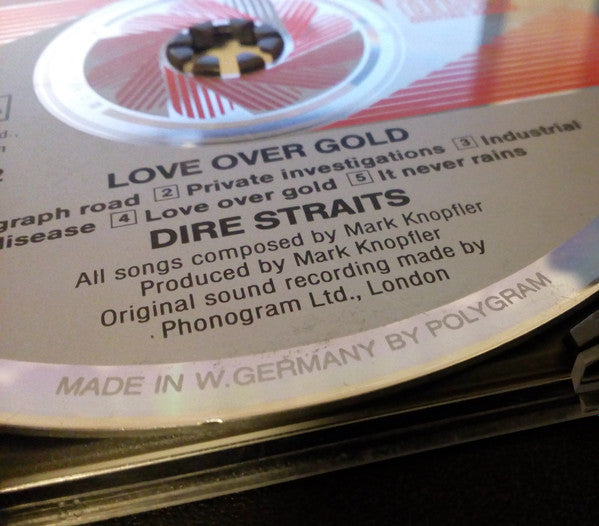 LOVE OVER GOLD
graph road 2 Private investigations 3 Industrial
disease 4 Love over gold 5 It never rains
DIRE STRAITS
All songs composed by Mark Knopfler
Produced by Mark Knopfler
Original sound recording made by
Phonogram Ltd., London
MADE IN W.GERMANY BY POLYGRAM